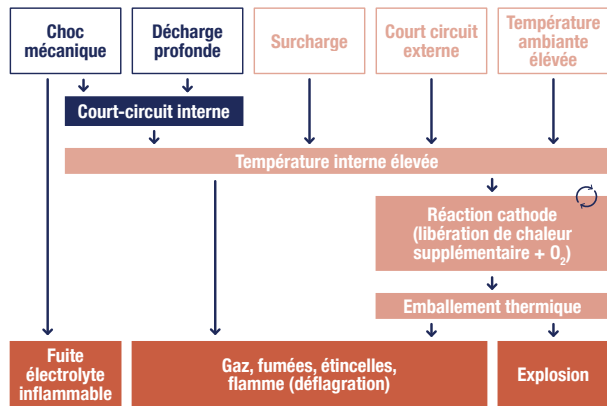 Choc
mécanique
Décharge
profonde
Surcharge
Court circuit
externe
Température
ambiante
élévée
Court-circuit interne
Température interne élevée
Réaction cathode
(libération de chaleur
supplémentaire + O₂)
Emballement thermique
Fuite
électrolyte
inflammable
Gaz, fumées, étincelles,
flamme (déflagration)
Explosion